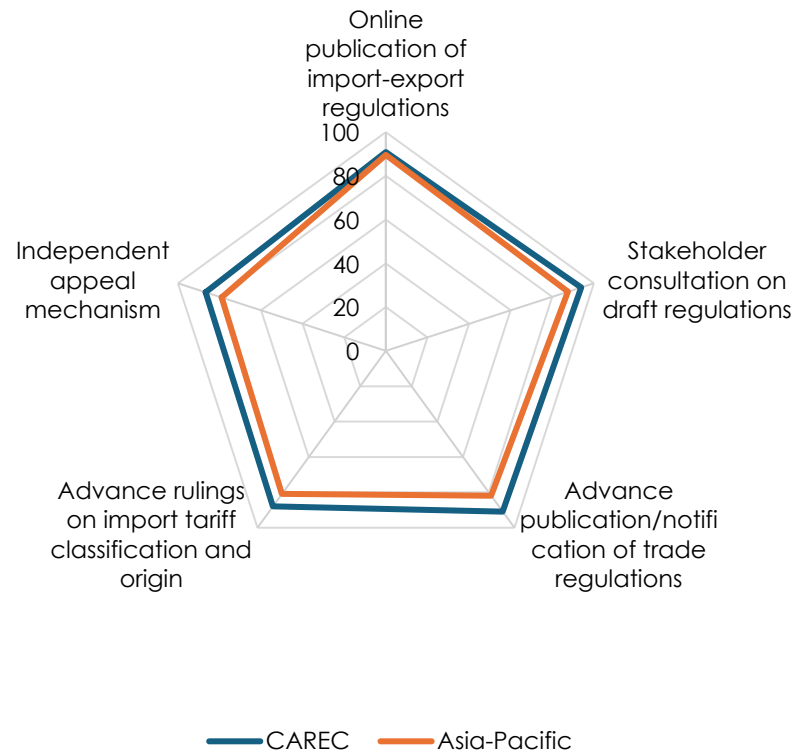 Online
publication of
import-export
regulations
100
80
60
40
20
0
Stakeholder
consultation on
draft regulations
Advance
publication/notifi
cation of trade
regulations
Advance rulings
on import tariff
classification and
origin
Independent
appeal
mechanism
CAREC
Asia-Pacific